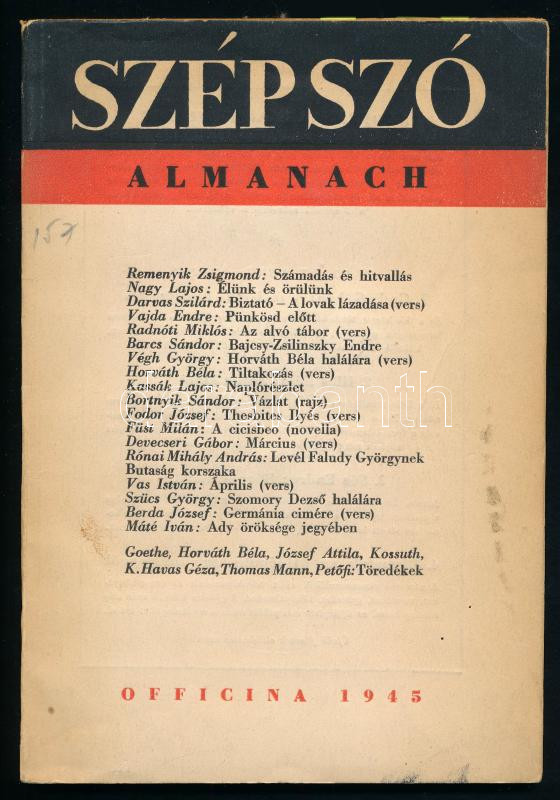 SZÉP SZÓ
ALMANACH
157
Remenyik Zsigmond: Számadás és hitvallás
Nagy Lajos: Élünk és örülünk
Darvas Szilárd: Biztató – A lovak lázadása (vers)
Vajda Endre: Pünkösd előtt
Radnóti Miklós: Az alvó tábor (vers)
Barcs Sándor: Bajcsy-Zsilinszky Endre
Végh György: Horváth Béla halálára (vers)
Horváth Béla: Tiltakozás (vers)
Kassák Lajos: Naplórészlet
Bortnyik Sándor: Vázlat (rajz)
Fodor József: Thesbites Illyés (vers)
Füsi Milán: A cicisbeo (novella)
Devecseri Gábor: Március (vers)
Rónai Mihály András: Levél Faludy Györgynek
Butaság korszaka
Vas István: Április (vers)
Szücs György: Szomory Dezső halálára
Berda József: Germánia cimére (vers)
Máté Iván: Ady öröksége jegyében
Goethe, Horváth Béla, József Attila, Kossuth,
K. Havas Géza, Thomas Mann, Petőfi: Töredékek
OFFICINA 1945